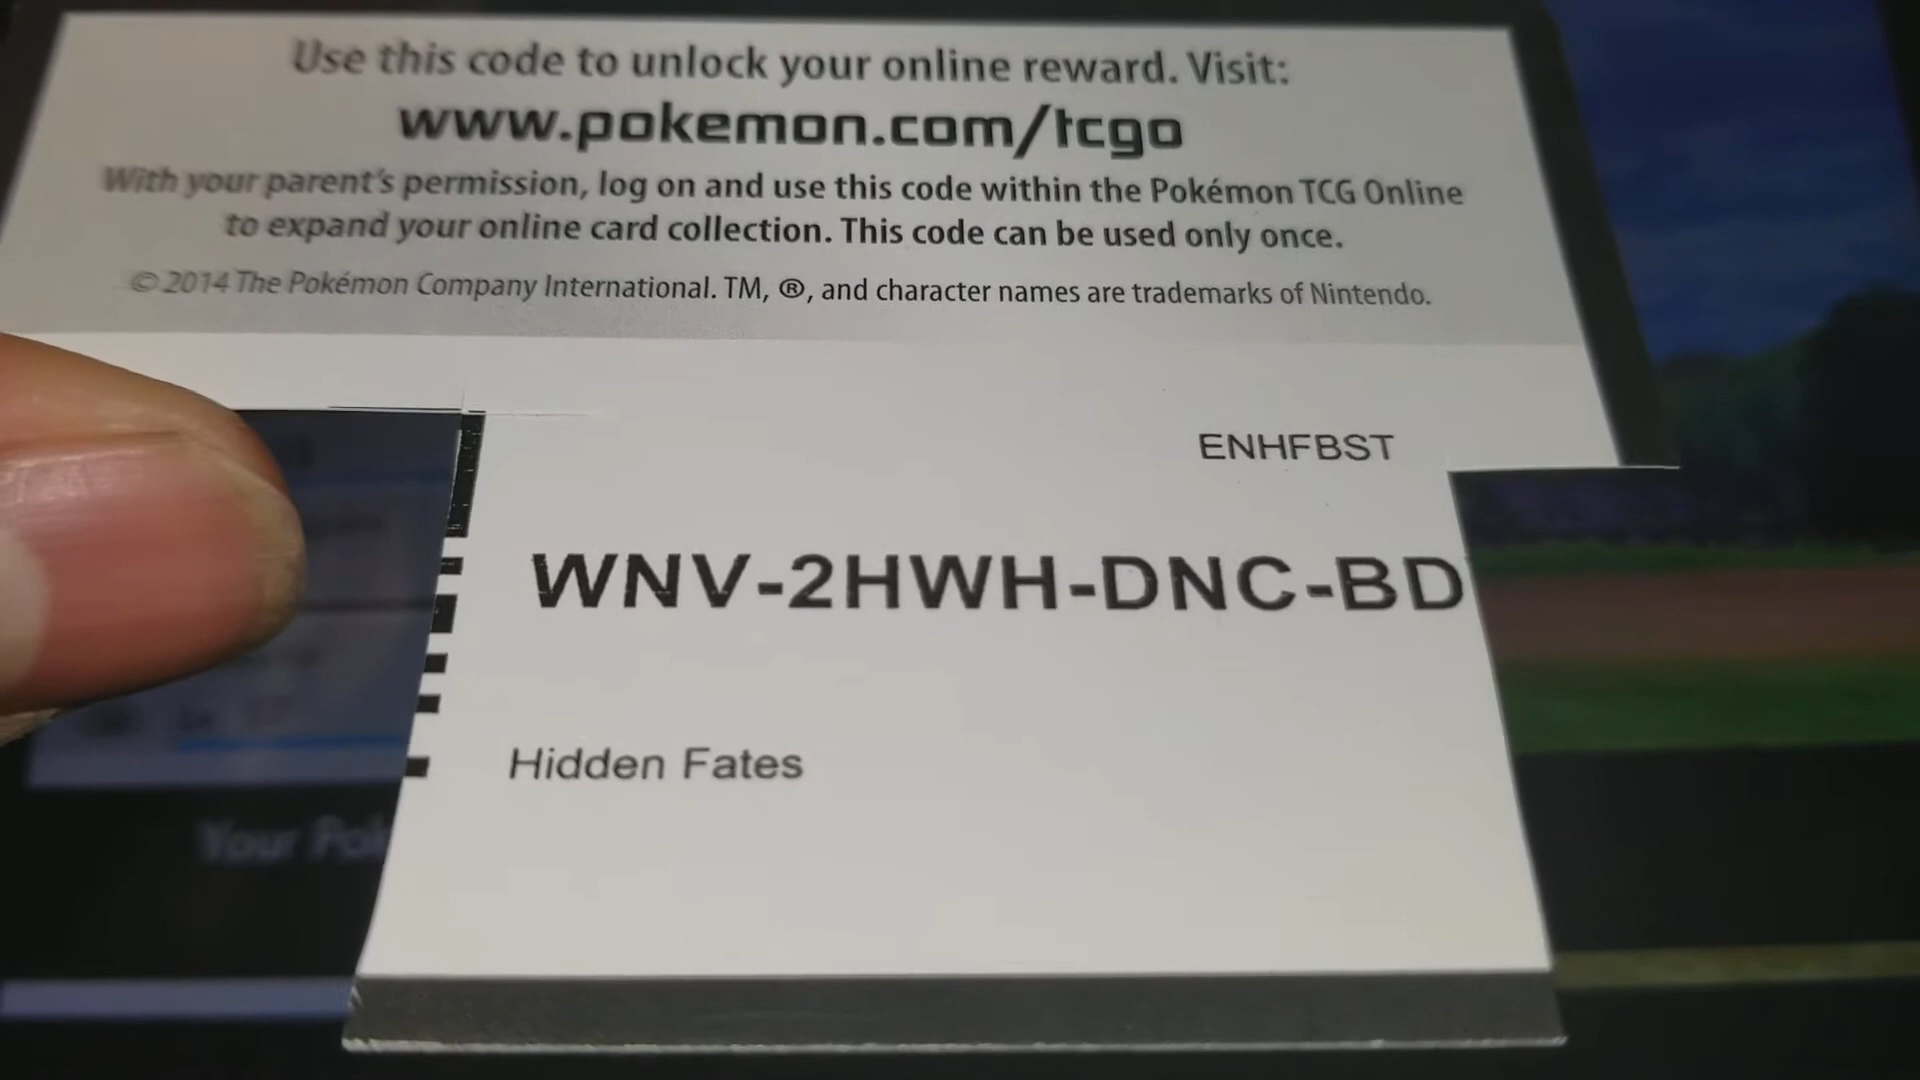 Use this code to unlock your online reward. Visit:
www.pokemon.com/tcgo
With your parent's permission, log on and use this code within the Pokémon TCG Online
to expand your online card collection. This code can be used only once.
© 2014 The Pokémon Company International. TM, ®, and character names are trademarks of Nintendo.
ENHFBST
WNV-2HWH-DNC-BD
Hidden Fates
Your